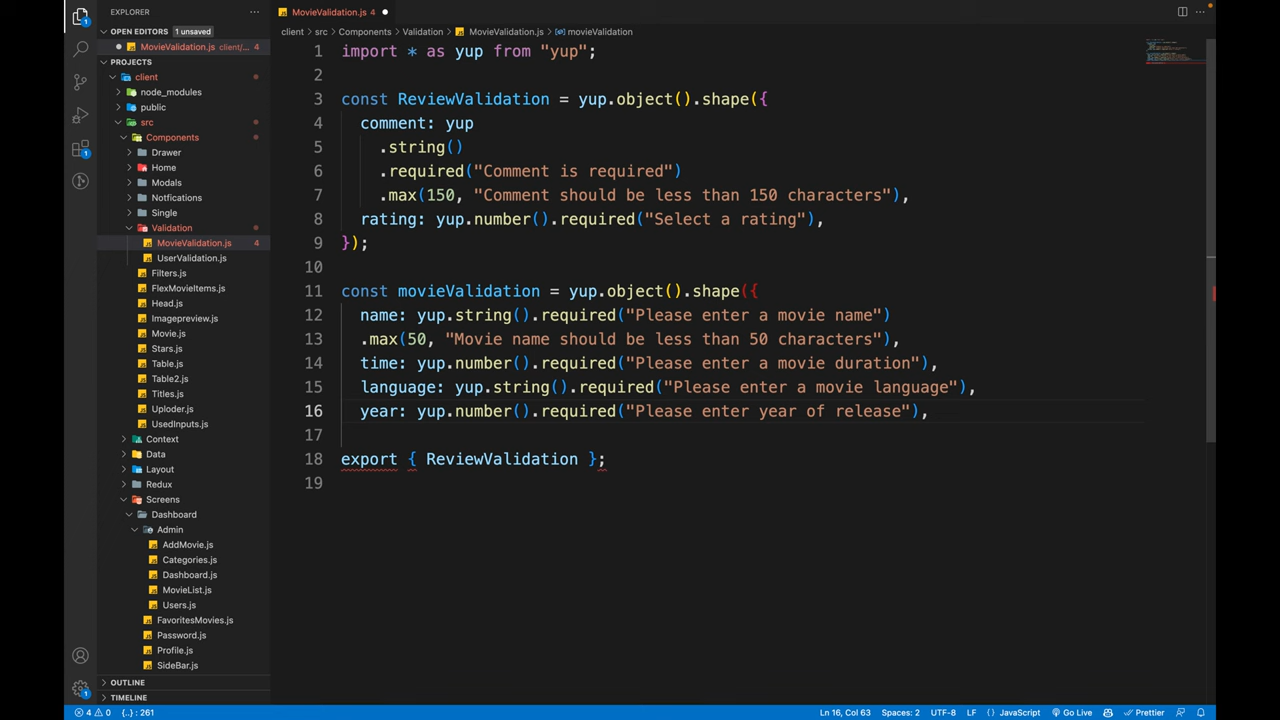 EXPLORER
OPEN EDITORS 1 unsaved
MovieValidation.js client/... 4
PROJECTS
client
node_modules
public
src
Components
Drawer
Home
Modals
Notfications
Single
Validation
MovieValidation.js 4
UserValidation.js
Filters.js
FlexMovieItems.js
Head.js
Imagepreview.js
Movie.js
Stars.js
Table.js
Table2.js
Titles.js
Uploder.js
UsedInputs.js
Context
Data
Layout
Redux
Screens
Dashboard
Admin
AddMovie.js
Categories.js
Dashboard.js
MovieList.js
Users.js
FavoritesMovies.js
Password.js
Profile.js
SideBar.js
OUTLINE
TIMELINE
MovieValidation.js 4
client > src > Components > Validation > MovieValidation.js > movieValidation
1 import * as yup from "yup";
2
3 const ReviewValidation = yup.object().shape({
4 comment: yup
5 .string()
6 .required("Comment is required")
7 .max(150, "Comment should be less than 150 characters"),
8 rating: yup.number().required("Select a rating"),
9 });
10
11 const movieValidation = yup.object().shape({
12 name: yup.string().required("Please enter a movie name")
13 .max(50, "Movie name should be less than 50 characters"),
14 time: yup.number().required("Please enter a movie duration"),
15 language: yup.string().required("Please enter a movie language"),
16 year: yup.number().required("Please enter year of release"),
17
18 export { ReviewValidation };
19
4 0 {..} : 261
Ln 16, Col 63 Spaces: 2 UTF-8 LF { } JavaScript Go Live Prettier